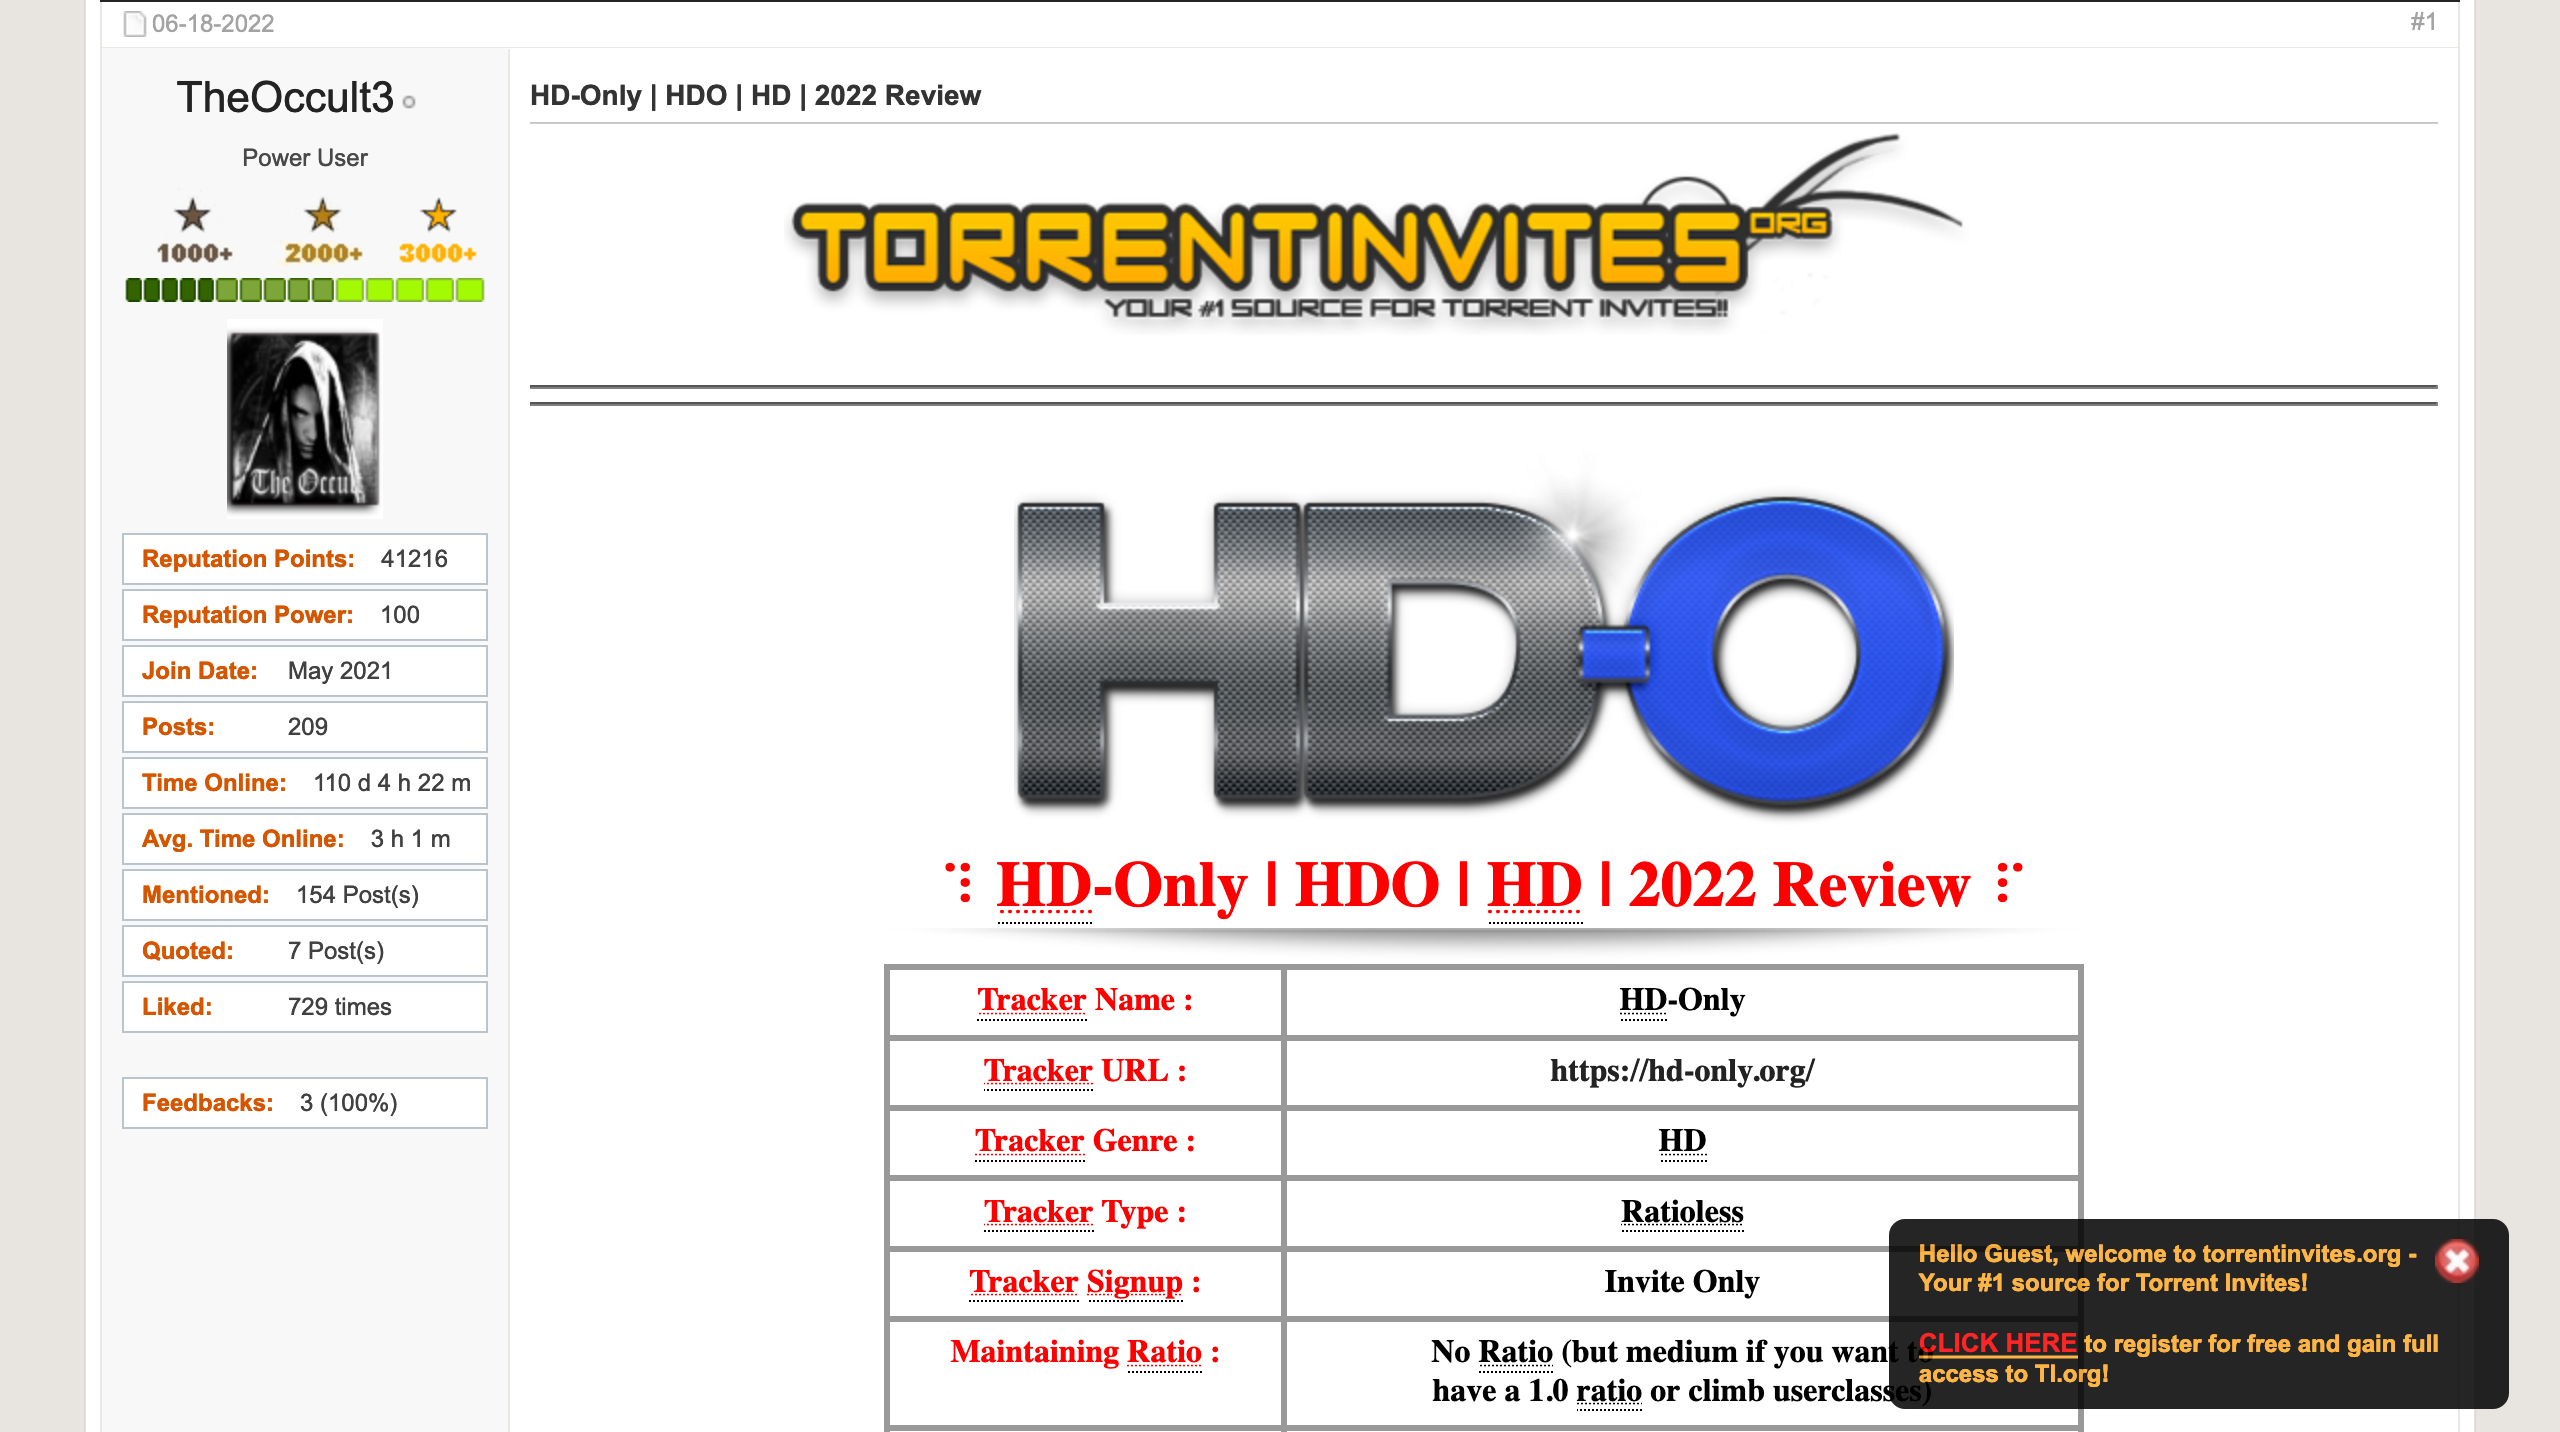 06-18-2022
#1
TheOccult3
Power User
1000+ 2000+ 3000+
The Occu
Reputation Points: 41216
Reputation Power: 100
Join Date: May 2021
Posts: 209
Time Online: 110 d 4 h 22 m
Avg. Time Online: 3 h 1 m
Mentioned: 154 Post(s)
Quoted: 7 Post(s)
Liked: 729 times
Feedbacks: 3 (100%)
HD-Only | HDO | HD | 2022 Review
TORRENTINVITES ORG
YOUR #1 SOURCE FOR TORRENT INVITES!!
HD-O
⠹ HD-Only | HDO | HD | 2022 Review ⠏
Tracker Name : HD-Only
Tracker URL : https://hd-only.org/
Tracker Genre : HD
Tracker Type : Ratioless
Tracker Signup : Invite Only
Maintaining Ratio : No Ratio (but medium if you want to
have a 1.0 ratio or climb userclasses)
Hello Guest, welcome to torrentinvites.org -
Your #1 source for Torrent Invites!
CLICK HERE to register for free and gain full
access to TI.org!